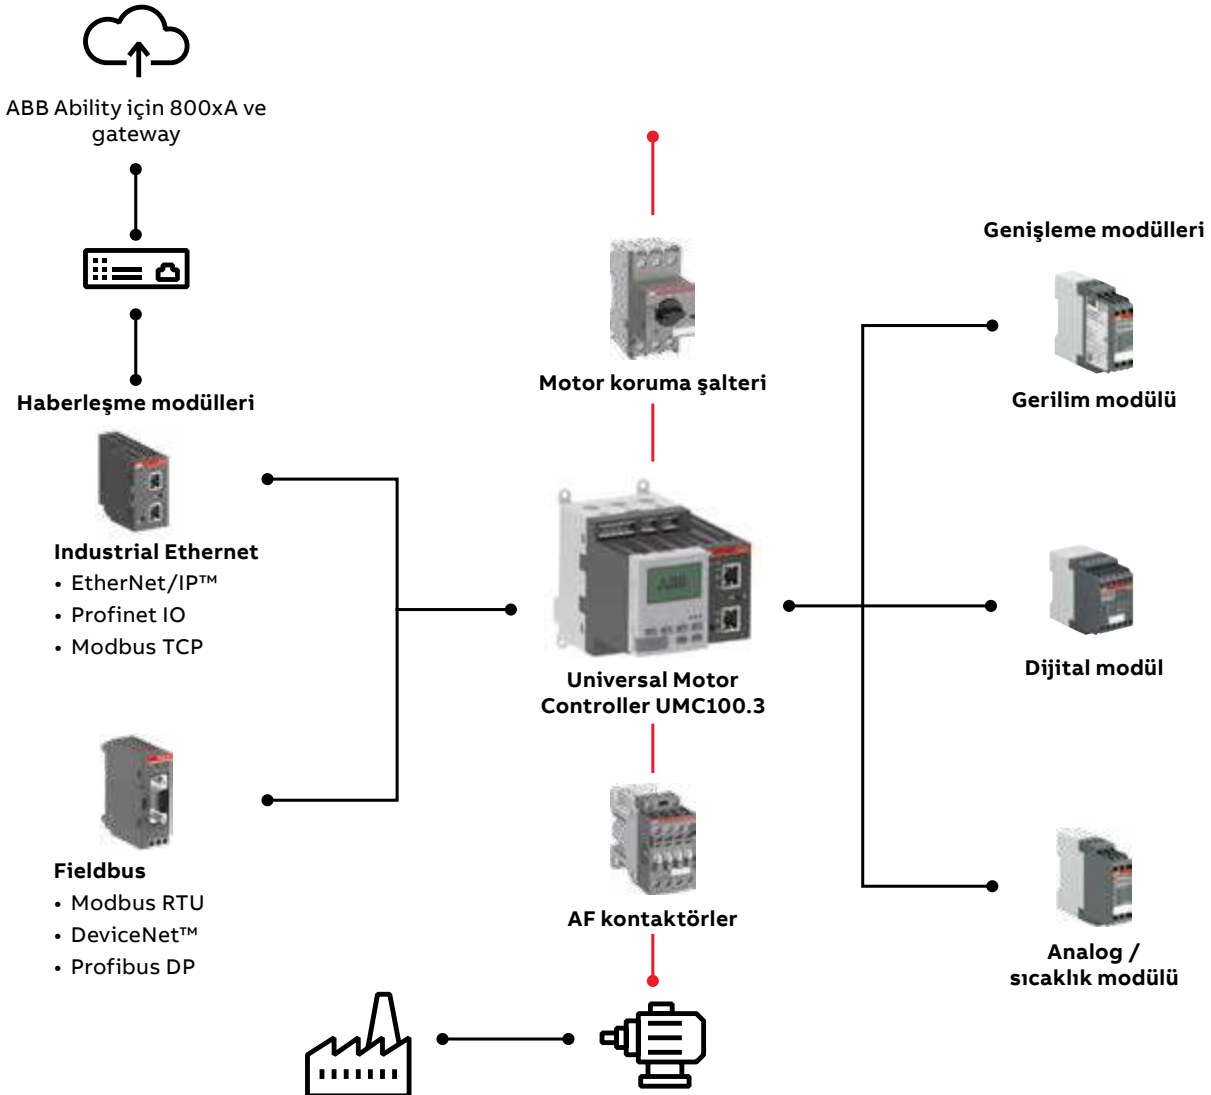 ABB Ability için 800xA ve
gateway
Haberleşme modülleri
Industrial Ethernet
• EtherNet/IP™
• Profinet IO
• Modbus TCP
Fieldbus
• Modbus RTU
• DeviceNet™
• Profibus DP
Motor koruma şalteri
ABB
Universal Motor
Controller UMC100.3
AF kontaktörler
Genişleme modülleri
Gerilim modülü
Dijital modül
Analog /
sıcaklık modülü